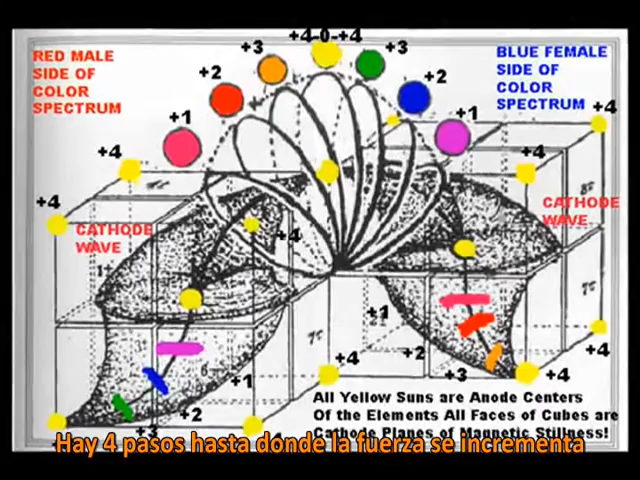 +4-0-+4
+3
+3
+2
+2
+1
+1
RED MALE
SIDE OF
COLOR
SPECTRUM
BLUE FEMALE
SIDE OF
COLOR
SPECTRUM
+4
+4
+4
+4
CATHODE
WAVE
CATHODE
WAVE
+4
+1
+2
+3
+4
+4
+4
+1
+2
+3
All Yellow Suns are Anode Centers
Of the Elements All Faces of Cubes are
Cathode Planes of Magnetic Stillness!
Hay 4 pasos hasta donde la fuerza se incrementa